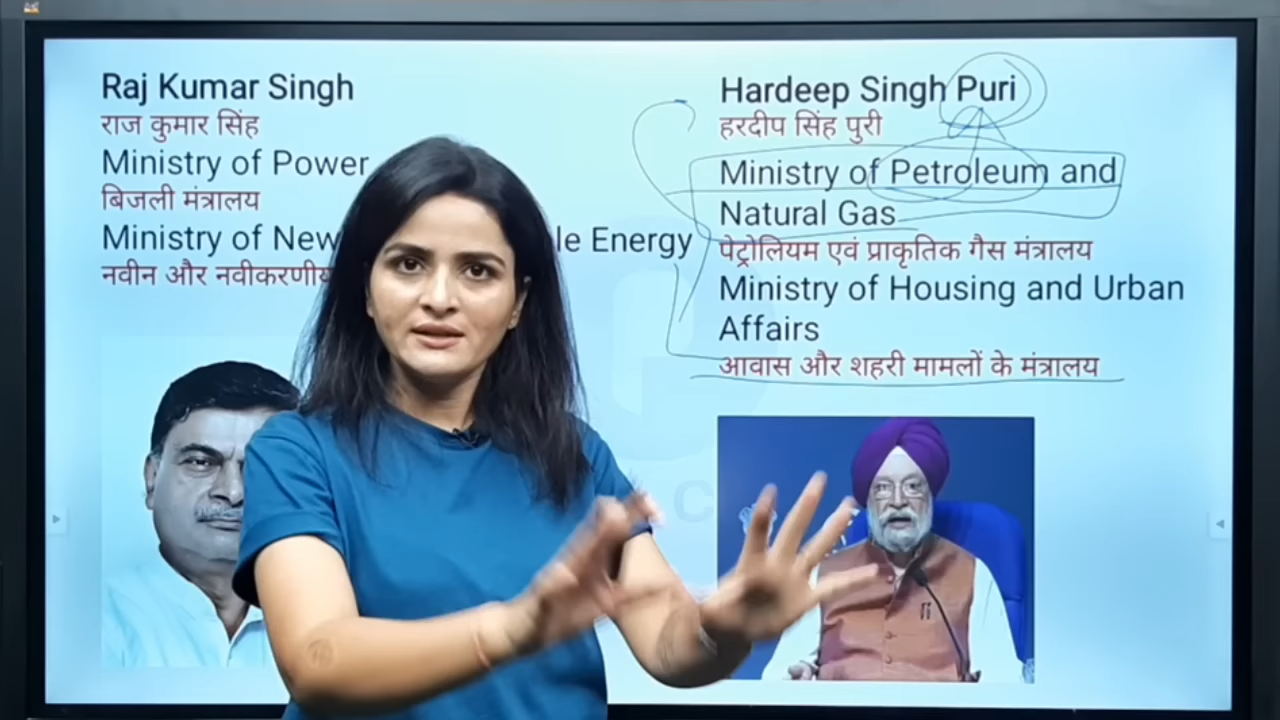 Raj Kumar Singh
राज कुमार सिंह
Ministry of Power
बिजली मंत्रालय
Ministry of New le Energy
नवीन और नवीकरणीय
Hardeep Singh Puri
हरदीप सिंह पुरी
Ministry of Petroleum and
Natural Gas
पेट्रोलियम एवं प्राकृतिक गैस मंत्रालय
Ministry of Housing and Urban
Affairs
आवास और शहरी मामलों के मंत्रालय